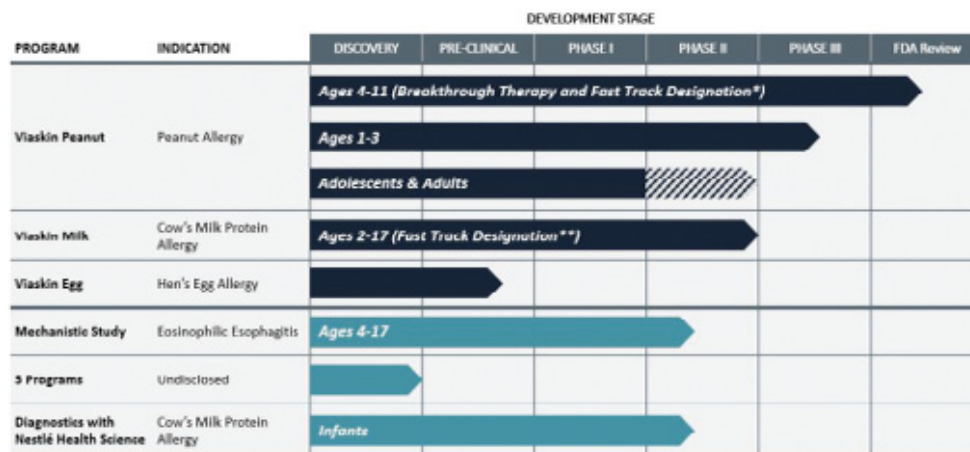 DEVELOPMENT STAGE
PROGRAM INDICATION DISCOVERY PRE-CLINICAL PHASE I PHASE II PHASE III FDA Review
Ages 4-11 (Breakthrough Therapy and Fast Track Designation*)
Viaskin Peanut Peanut Allergy Ages 1-3
Adolescents & Adults
Viaskin Milk Cow's Milk Protein
Allergy Ages 2-17 (Fast Track Designation**)
Viaskin Egg Hen's Egg Allergy
Mechanistic Study Eosinophilic Esophagitis Ages 4-17
Programs Undisclosed
Diagnostics with
Nestlé Health Science Cow's Milk Protein
Allergy Infants